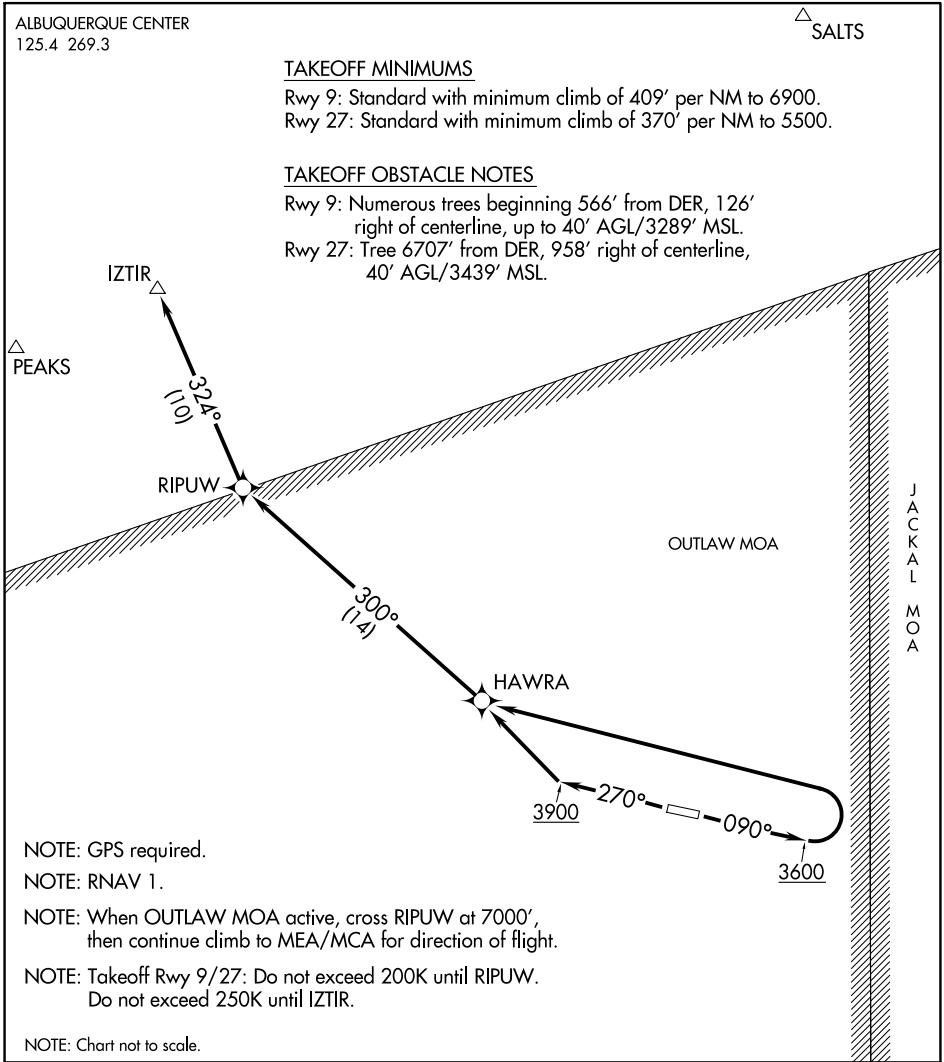 ALBUQUERQUE CENTER
125.4 269.3
SALTS
TAKEOFF MINIMUMS
Rwy 9: Standard with minimum climb of 409' per NM to 6900.
Rwy 27: Standard with minimum climb of 370' per NM to 5500.
TAKEOFF OBSTACLE NOTES
Rwy 9: Numerous trees beginning 566' from DER, 126'
right of centerline, up to 40' AGL/3289' MSL.
Rwy 27: Tree 6707' from DER, 958' right of centerline,
40' AGL/3439' MSL.
IZTIR
PEAKS
324°
(10)
RIPUW
JACKAL MOA
OUTLAW MOA
300°
(14)
HAWRA
3900
270°
090°
3600
NOTE: GPS required.
NOTE: RNAV 1.
NOTE: When OUTLAW MOA active, cross RIPUW at 7000',
then continue climb to MEA/MCA for direction of flight.
NOTE: Takeoff Rwy 9/27: Do not exceed 200K until RIPUW.
Do not exceed 250K until IZTIR.
NOTE: Chart not to scale.